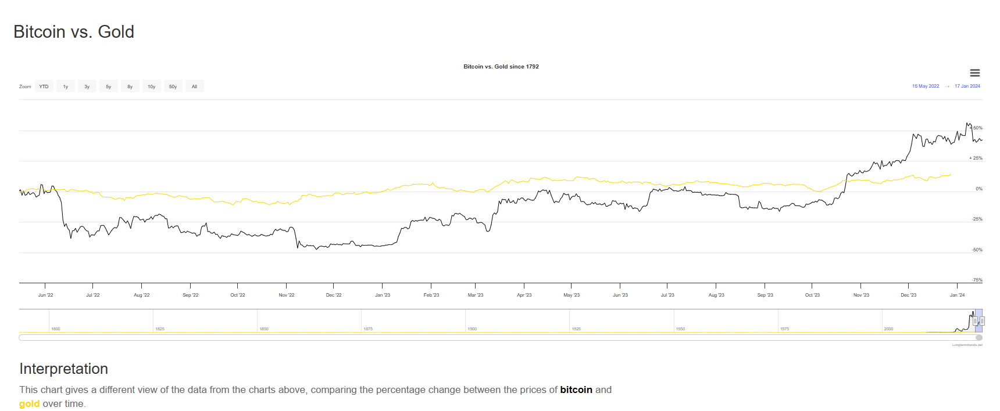 Bitcoin vs. Gold
Bitcoin vs. Gold since 1792
Zoom YTD 1y 3y 5y 8y 10y 50y All
15 May 2022 → 17 Jan 2024
+ 50%
+ 25%
0%
-25%
-50%
-75%
Jun '22 Jul '22 Aug '22 Sep '22 Oct '22 Nov '22 Dec '22 Jan '23 Feb '23 Mar '23 Apr '23 May '23 Jun '23 Jul '23 Aug '23 Sep '23 Oct '23 Nov '23 Dec '23 Jan '24
1800 1825 1850 1875 1900 1925 1950 1975 2000
Longtermtrends.net
Interpretation
This chart gives a different view of the data from the charts above, comparing the percentage change between the prices of bitcoin and
gold over time.